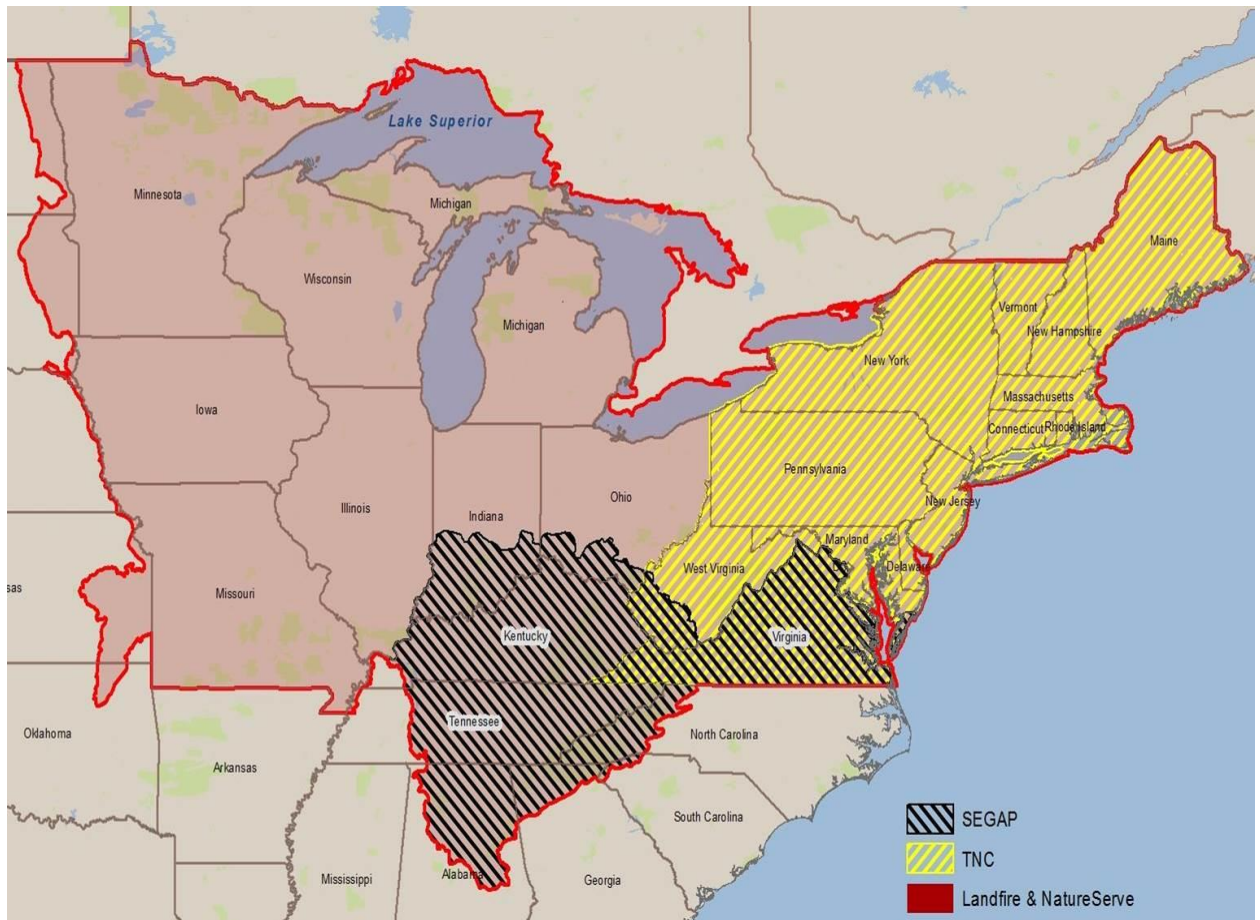 Lake Superior
Minnesota
Michigan
Maine
Wisconsin
Michigan
Vermont
New Hampshire
New York
Massachusetts
Iowa
Connecticut
Rhode Island
Pennsylvania
Ohio
New Jersey
Illinois
Indiana
Maryland
West Virginia
Delaware
sas
Missouri
Kentucky
Virginia
Tennessee
Oklahoma
North Carolina
Arkansas
South Carolina
SEGAP
TNC
Mississippi
Alabama
Georgia
Landfire & NatureServe